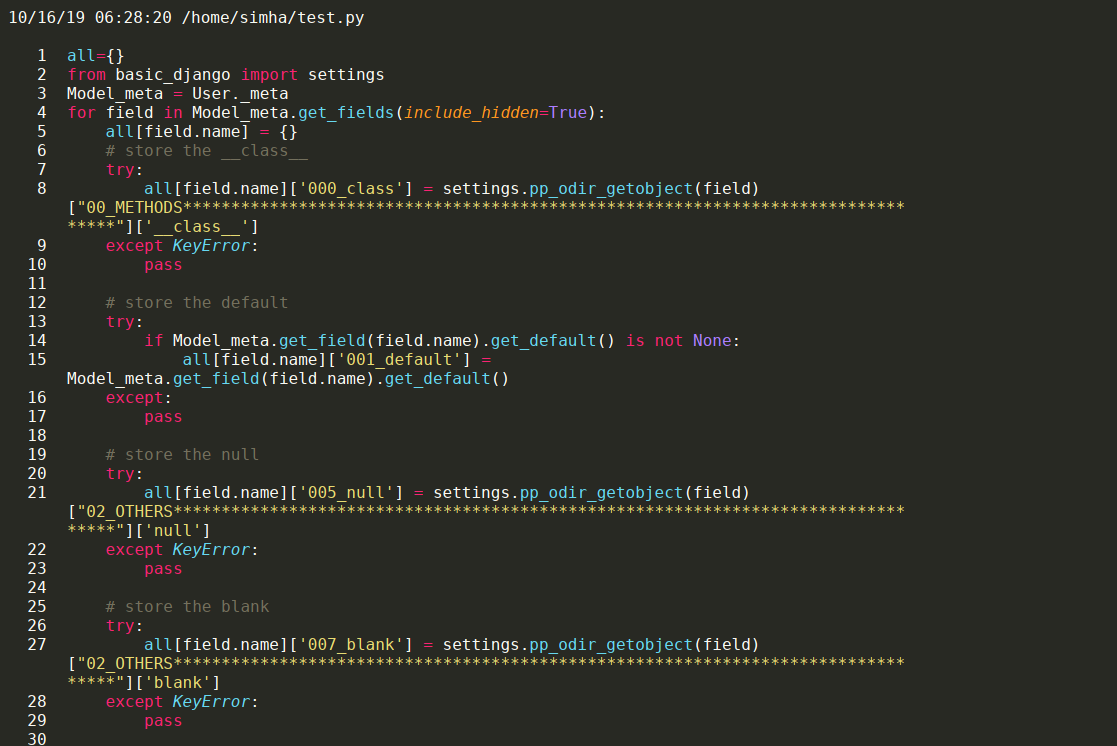 10/16/19 06:28:20 /home/simha/test.py
1 all={}
2 from basic_django import settings
3 Model_meta = User._meta
4 for field in Model_meta.get_fields(include_hidden=True):
5     all[field.name] = {}
6     # store the __class__
7     try:
8         all[field.name]['000_class'] = settings.pp_odir_getobject(field)
["00_METHODS***************************************************************************
*****"]['__class__']
9     except KeyError:
10         pass
11
12     # store the default
13     try:
14         if Model_meta.get_field(field.name).get_default() is not None:
15             all[field.name]['001_default'] =
Model_meta.get_field(field.name).get_default()
16     except:
17         pass
18
19     # store the null
20     try:
21         all[field.name]['005_null'] = settings.pp_odir_getobject(field)
["02_OTHERS****************************************************************************
*****"]['null']
22     except KeyError:
23         pass
24
25     # store the blank
26     try:
27         all[field.name]['007_blank'] = settings.pp_odir_getobject(field)
["02_OTHERS****************************************************************************
*****"]['blank']
28     except KeyError:
29         pass
30